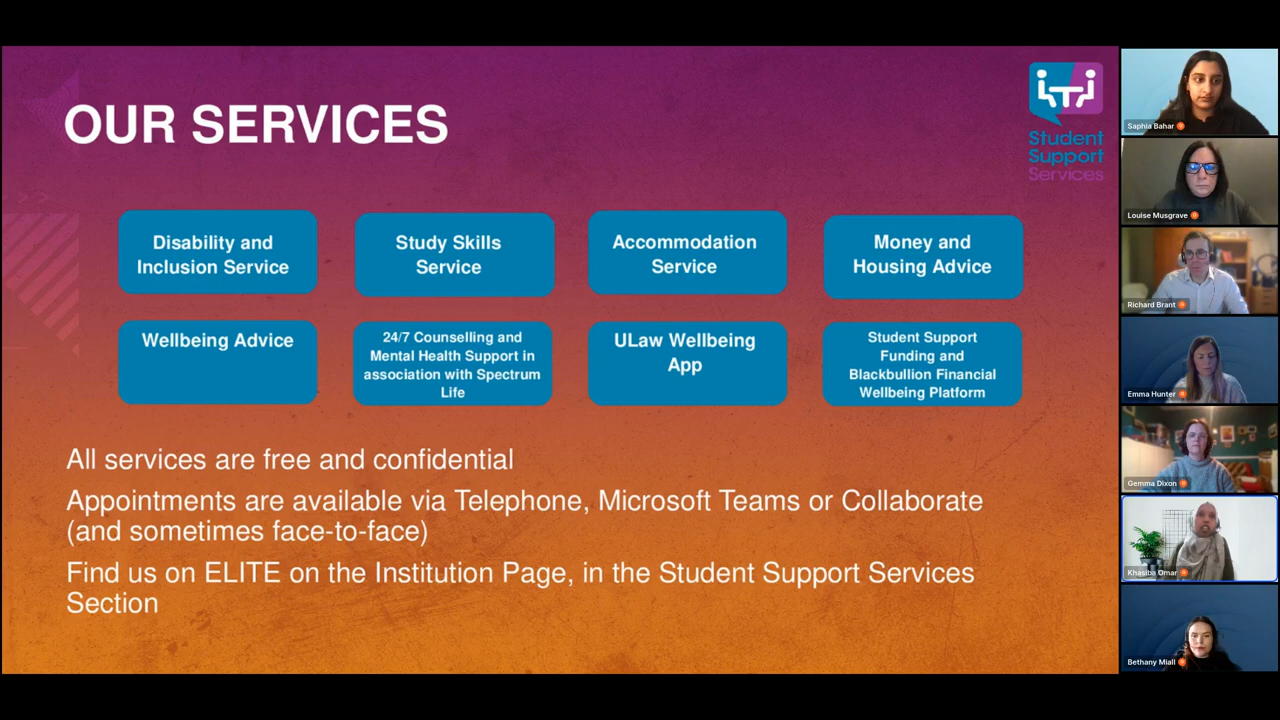 OUR SERVICES
Student
Support
Services
Disability and
Inclusion Service
Study Skills
Service
Accommodation
Service
Money and
Housing Advice
Wellbeing Advice
24/7 Counselling and
Mental Health Support in
association with Spectrum
Life
ULaw Wellbeing
App
Student Support
Funding and
Blackbullion Financial
Wellbeing Platform
All services are free and confidential
Appointments are available via Telephone, Microsoft Teams or Collaborate
(and sometimes face-to-face)
Find us on ELITE on the Institution Page, in the Student Support Services
Section
Saphia Bahar
Louise Musgrave
Richard Brant
Emma Hunter
Gemma Dixon
Khasiba Omar
Bethany Miall